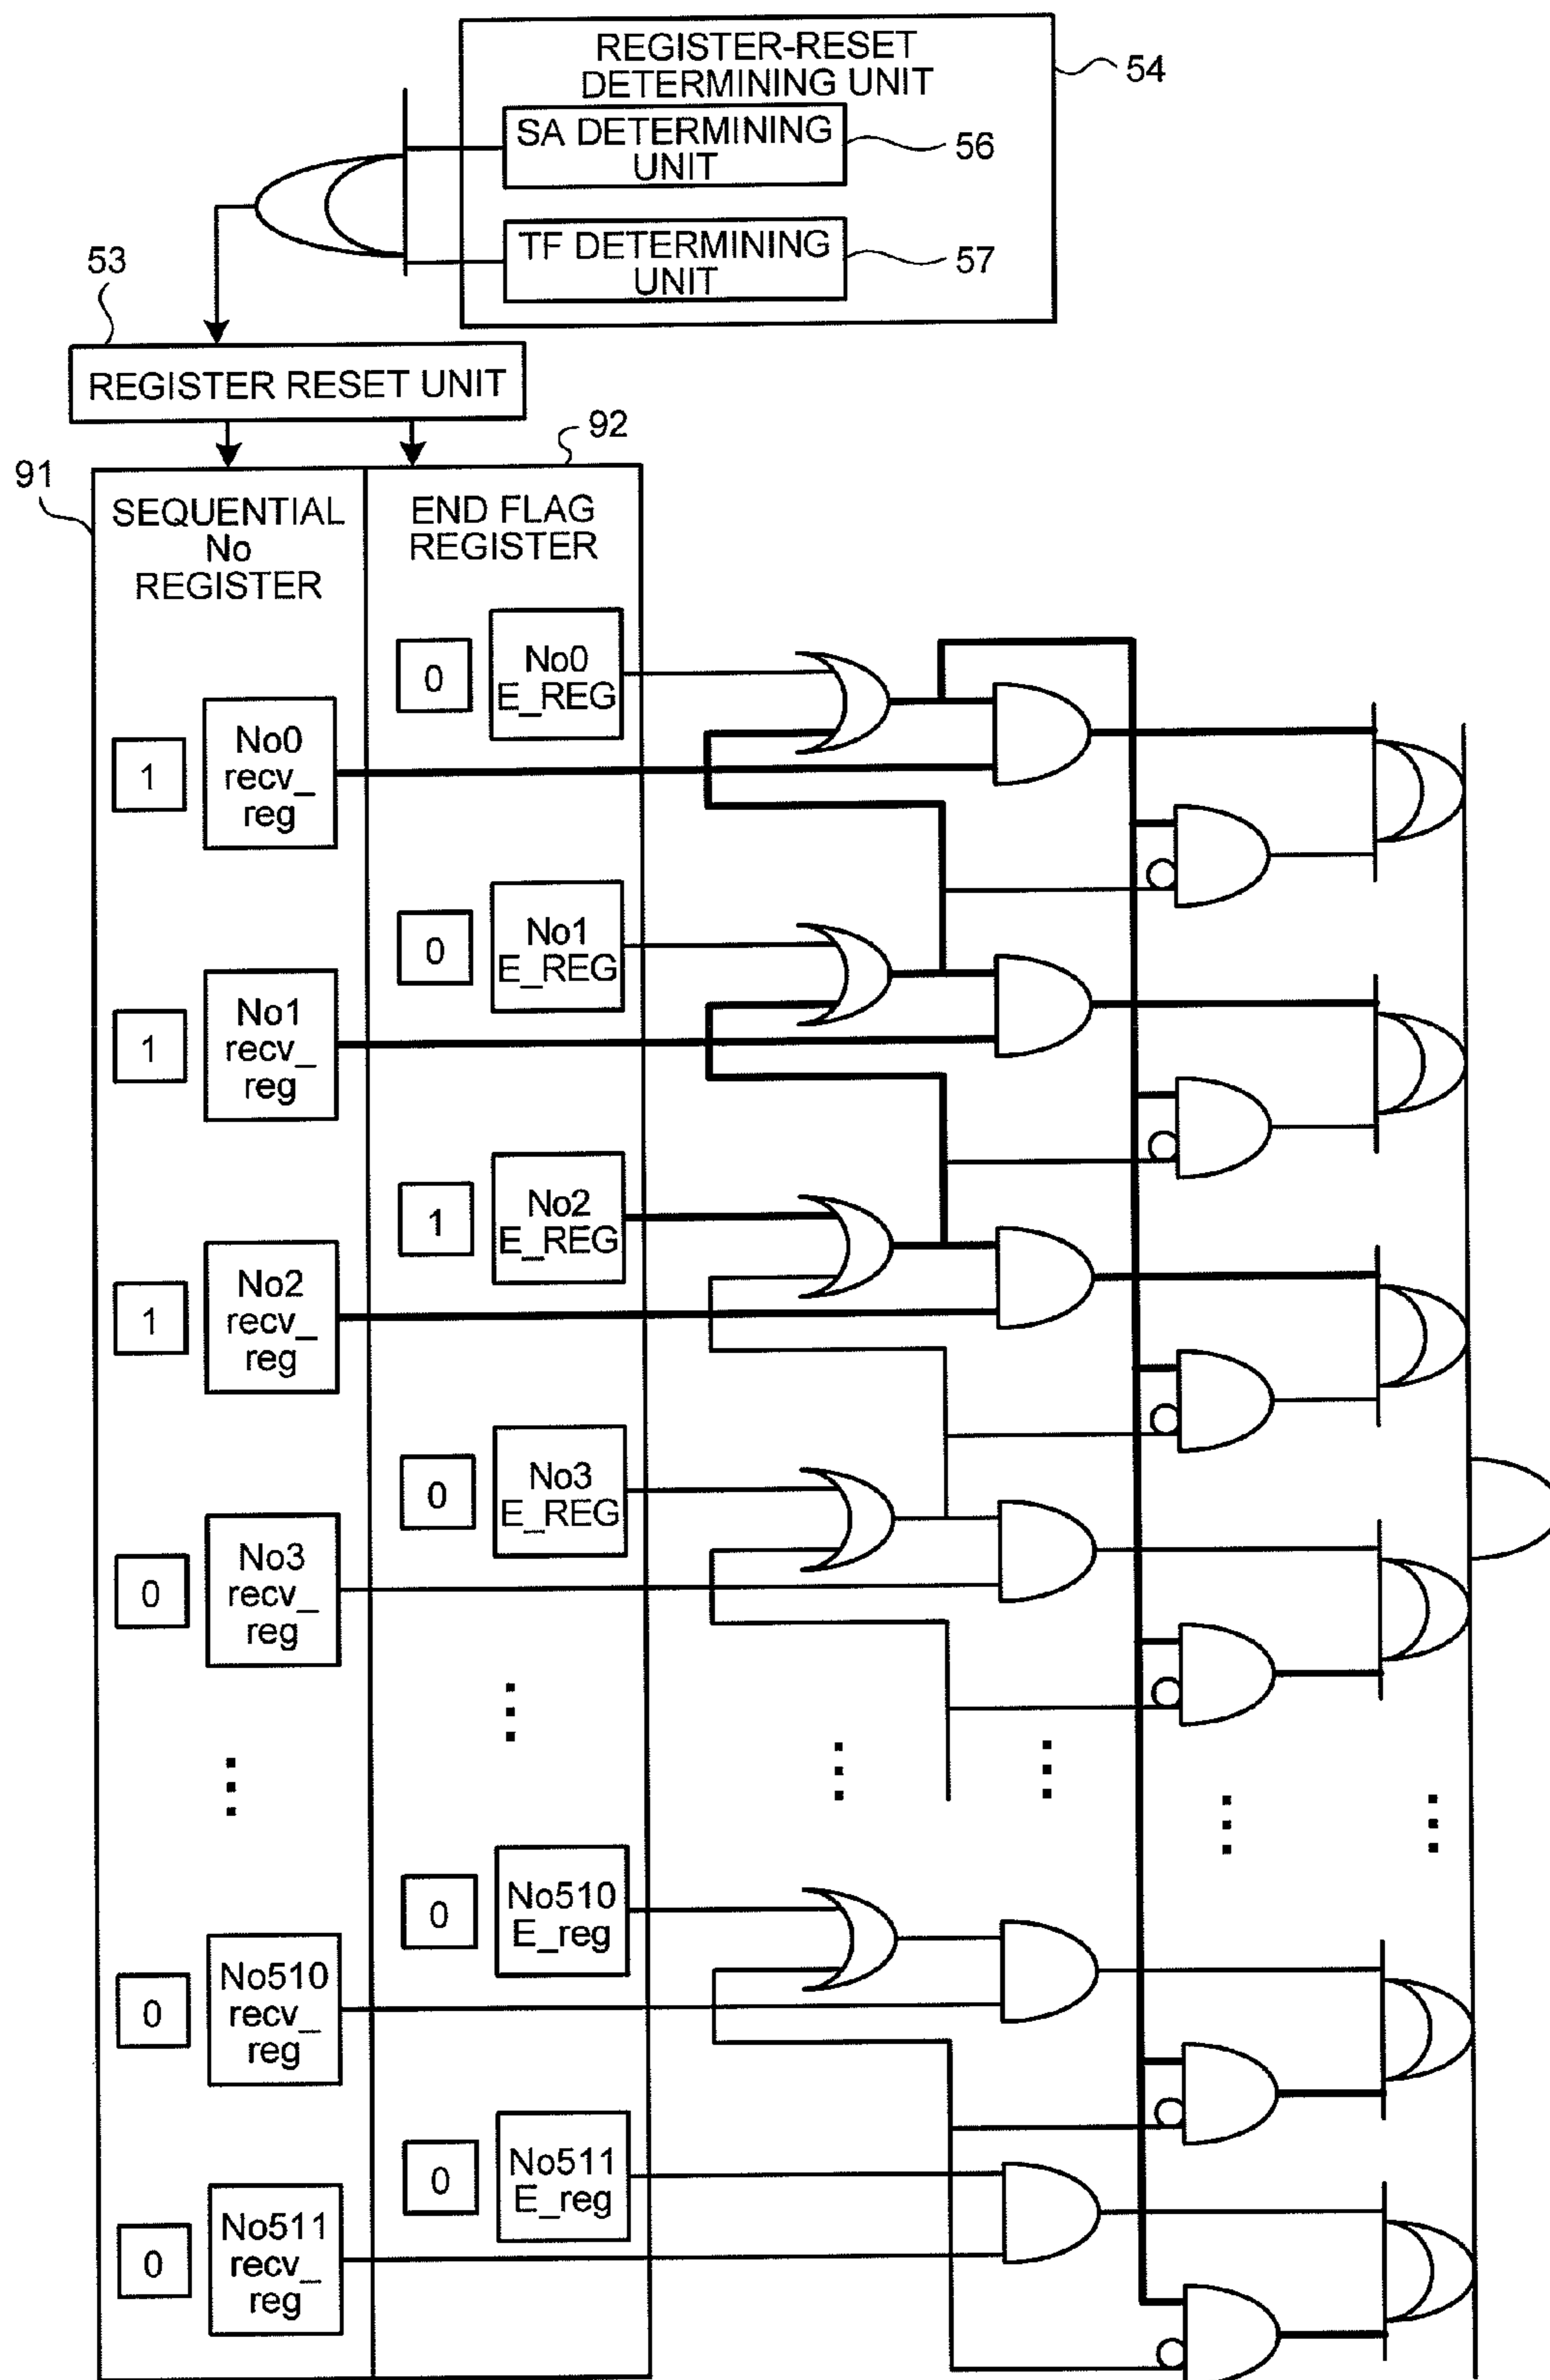 REGISTER-RESET
DETERMINING UNIT
54
SA DETERMINING
UNIT
56
TF DETERMINING
UNIT
57
53
REGISTER RESET UNIT
91
92
SEQUENTIAL
No
REGISTER
END FLAG
REGISTER
0
No0
E_REG
1
No0
recv_
reg
0
No1
E_REG
1
No1
recv_
reg
1
No2
E_REG
1
No2
recv_
reg
0
No3
E_REG
0
No3
recv_
reg
0
No510
E_reg
0
No510
recv_
reg
0
No511
E_reg
0
No511
recv_
reg